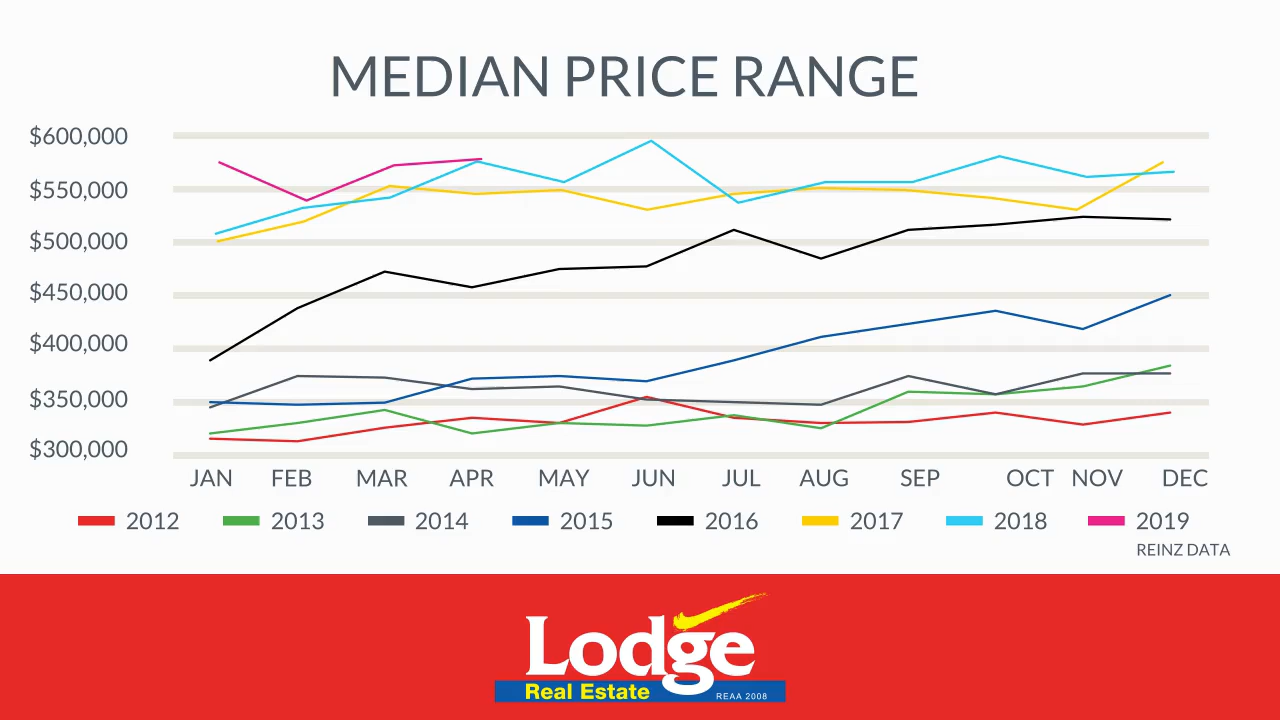 MEDIAN PRICE RANGE
$600,000
$550,000
$500,000
$450,000
$400,000
$350,000
$300,000
JAN FEB MAR APR MAY JUN JUL AUG SEP OCT NOV DEC
2012 2013 2014 2015 2016 2017 2018 2019
REINZ DATA
Lodge
Real Estate REAA 2008